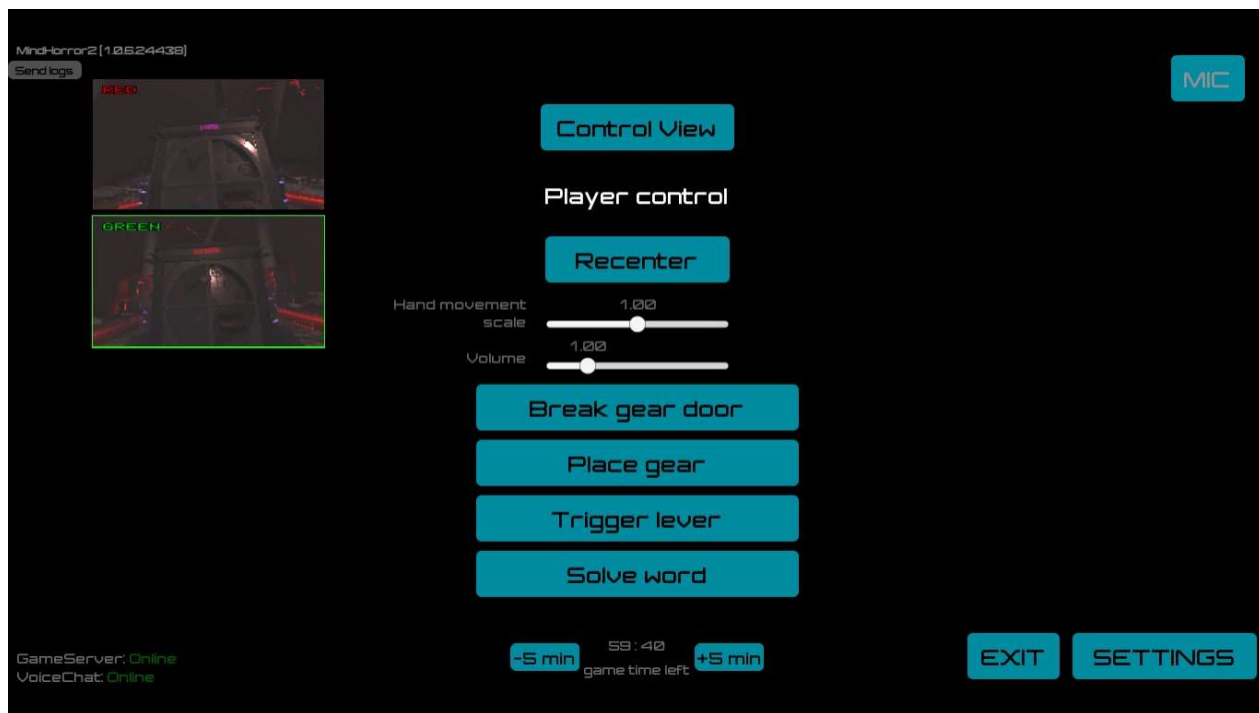 MindHorror2 [1.0.6.24438]
Send logs
RED
GREEN
MIC
Control View
Player control
Recenter
Hand movement scale
1.00
Volume
1.00
Break gear door
Place gear
Trigger lever
Solve word
-5 min
59:40
game time left
+5 min
GameServer: Online
VoiceChat: Online
EXIT
SETTINGS